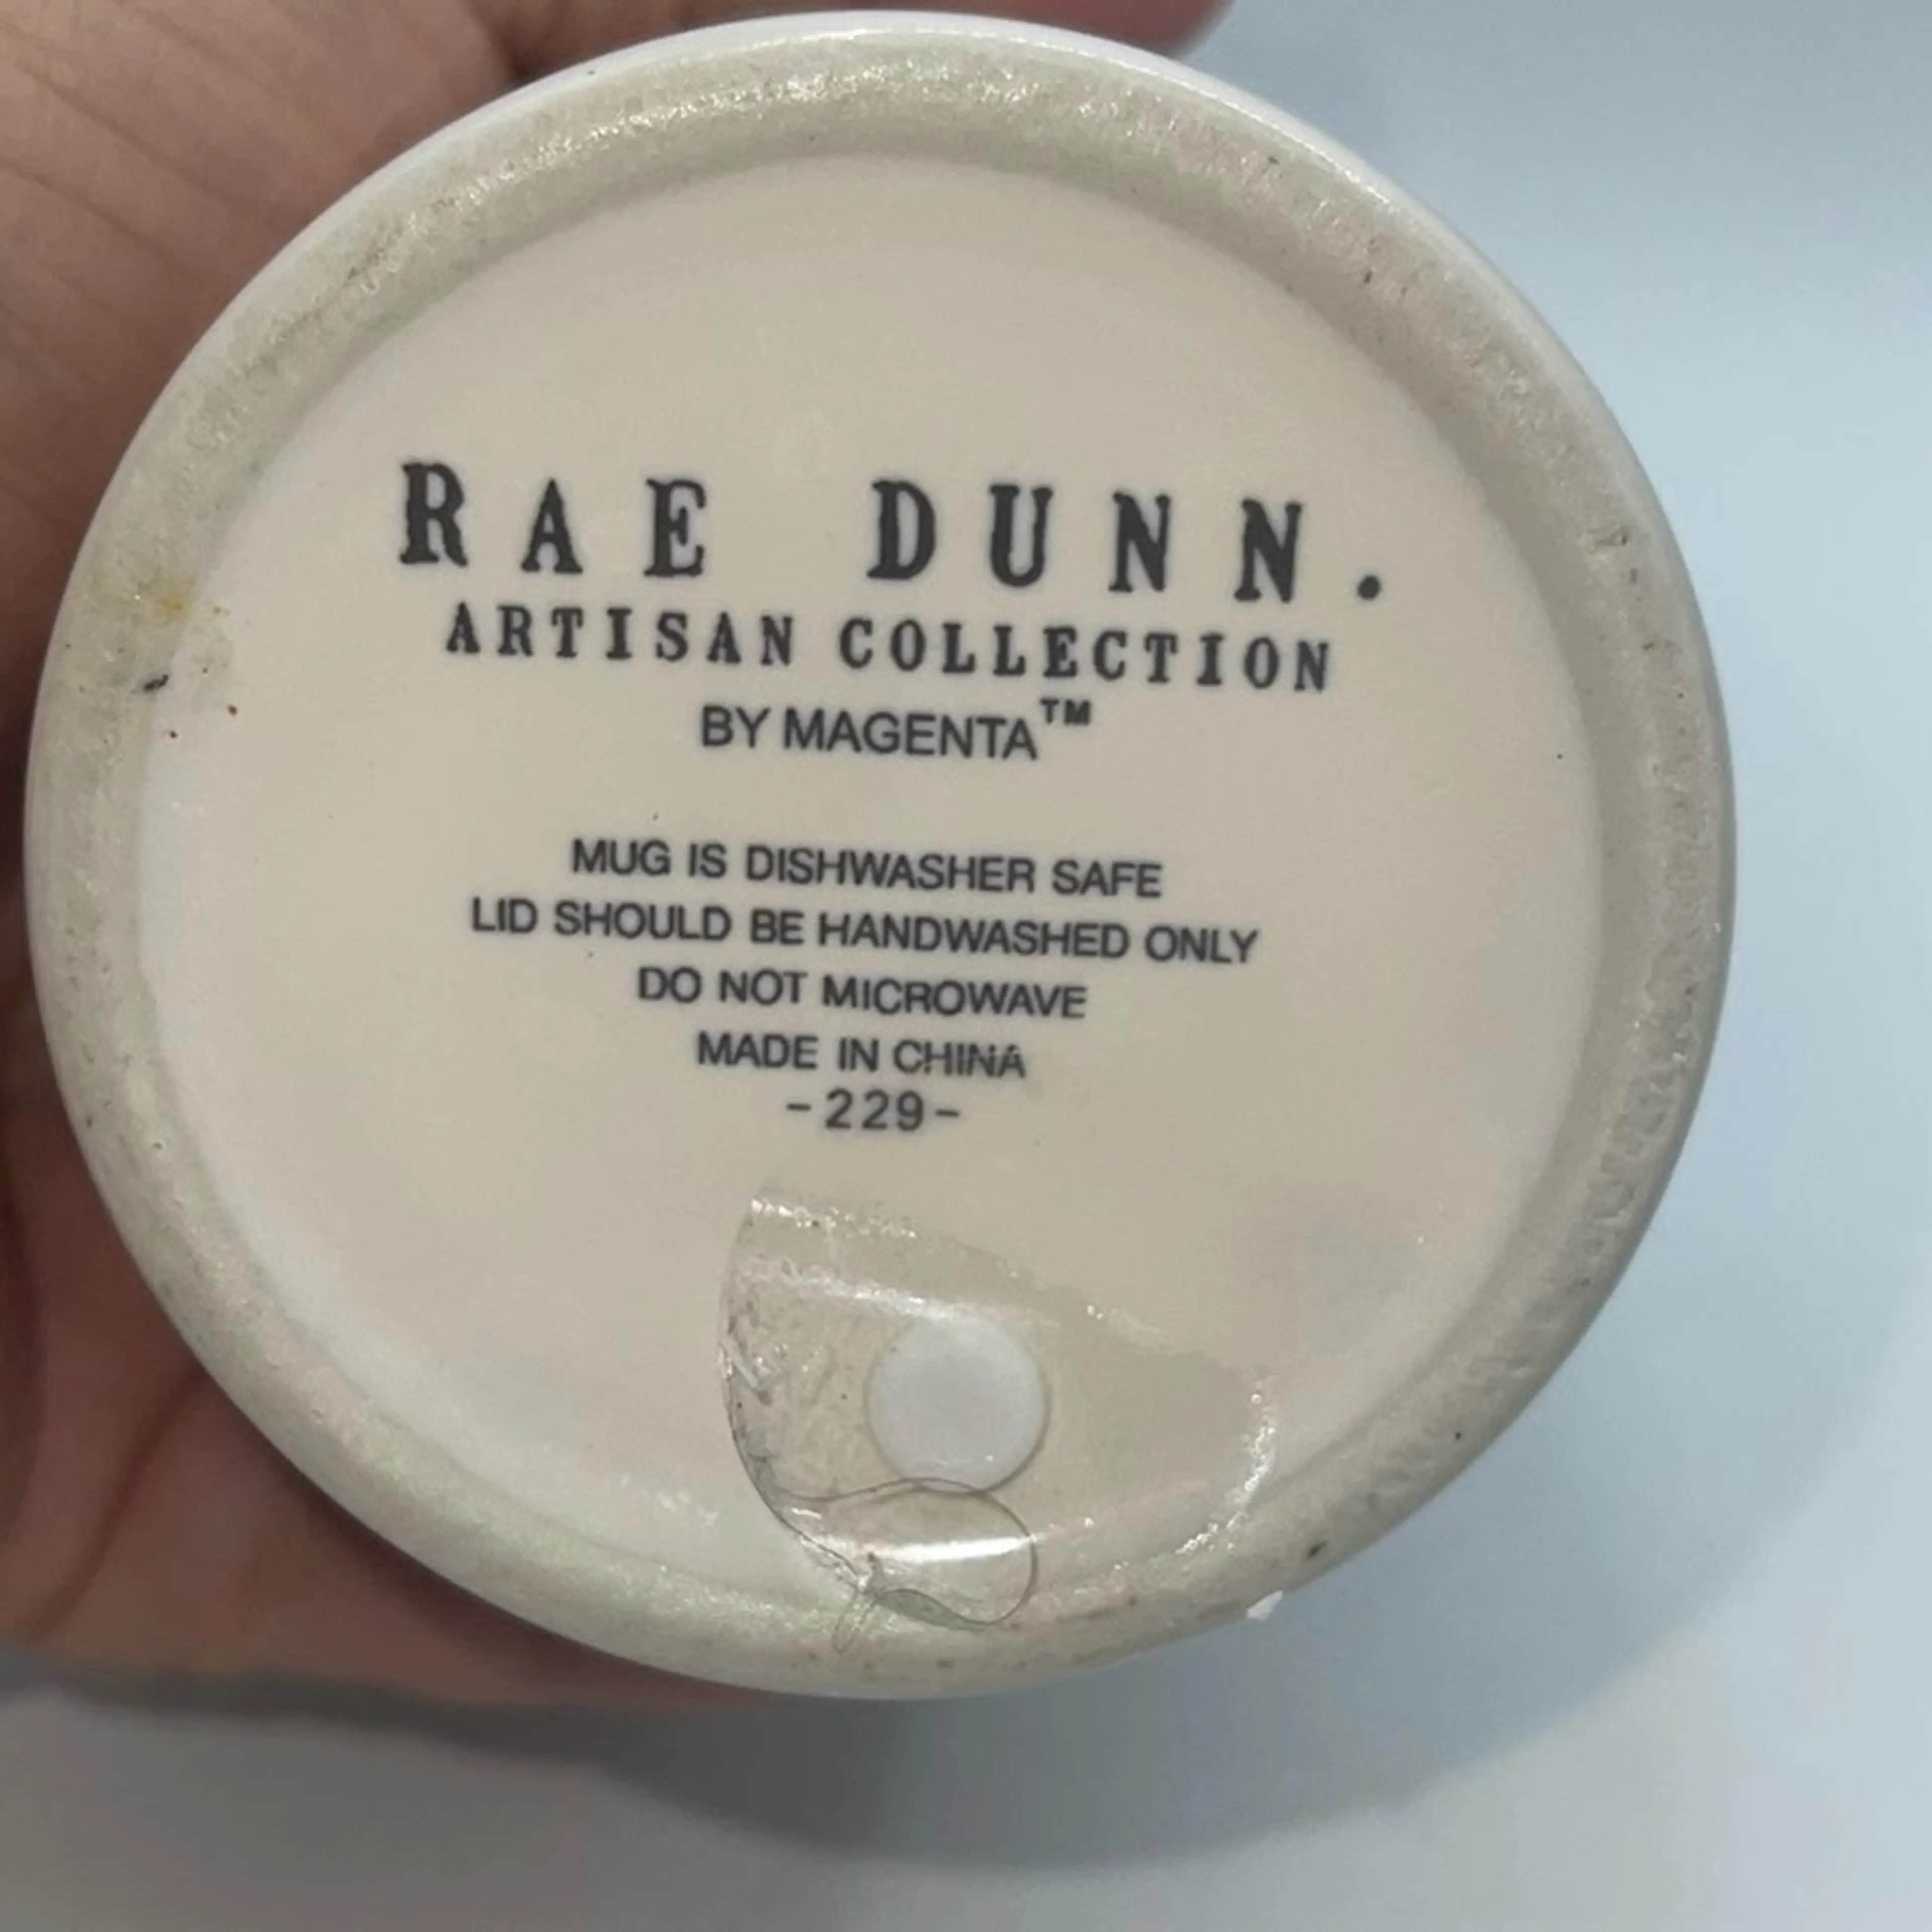 RAE DUNN.
ARTISAN COLLECTION
BY MAGENTA™
MUG IS DISHWASHER SAFE
LID SHOULD BE HANDWASHED ONLY
DO NOT MICROWAVE
MADE IN CHINA
-229-